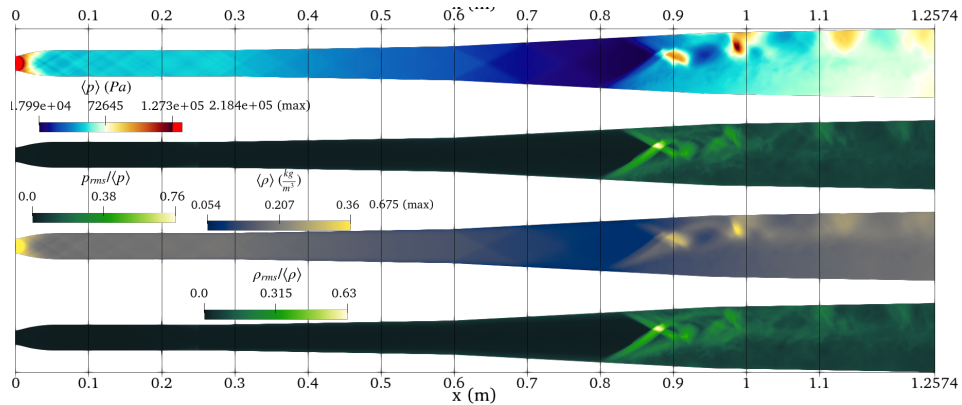 x (m)
0 0.1 0.2 0.3 0.4 0.5 0.6 0.7 0.8 0.9 1 1.1 1.2574
⟨p⟩ (Pa)
1.799e+04 72645 1.273e+05 2.184e+05 (max)
p_rms/⟨p⟩
0.0 0.38 0.76
⟨ρ⟩ (kg/m³)
0.054 0.207 0.36 0.675 (max)
ρ_rms/⟨ρ⟩
0.0 0.315 0.63
0 0.1 0.2 0.3 0.4 0.5 0.6 0.7 0.8 0.9 1 1.1 1.2574
x (m)